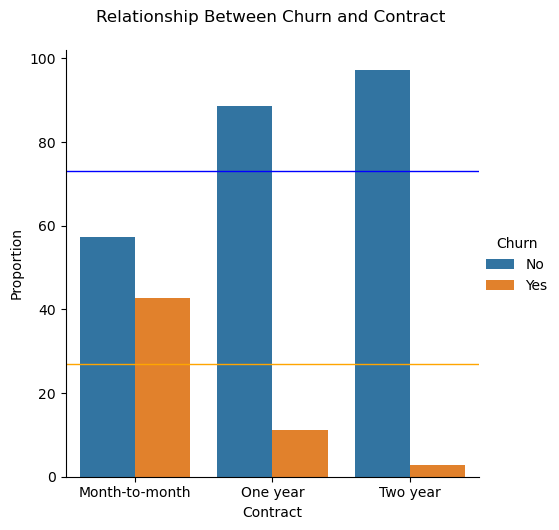 Relationship Between Churn and Contract
100
80
60
40
20
0
Proportion
Month-to-month One year Two year
Contract
Churn
No
Yes